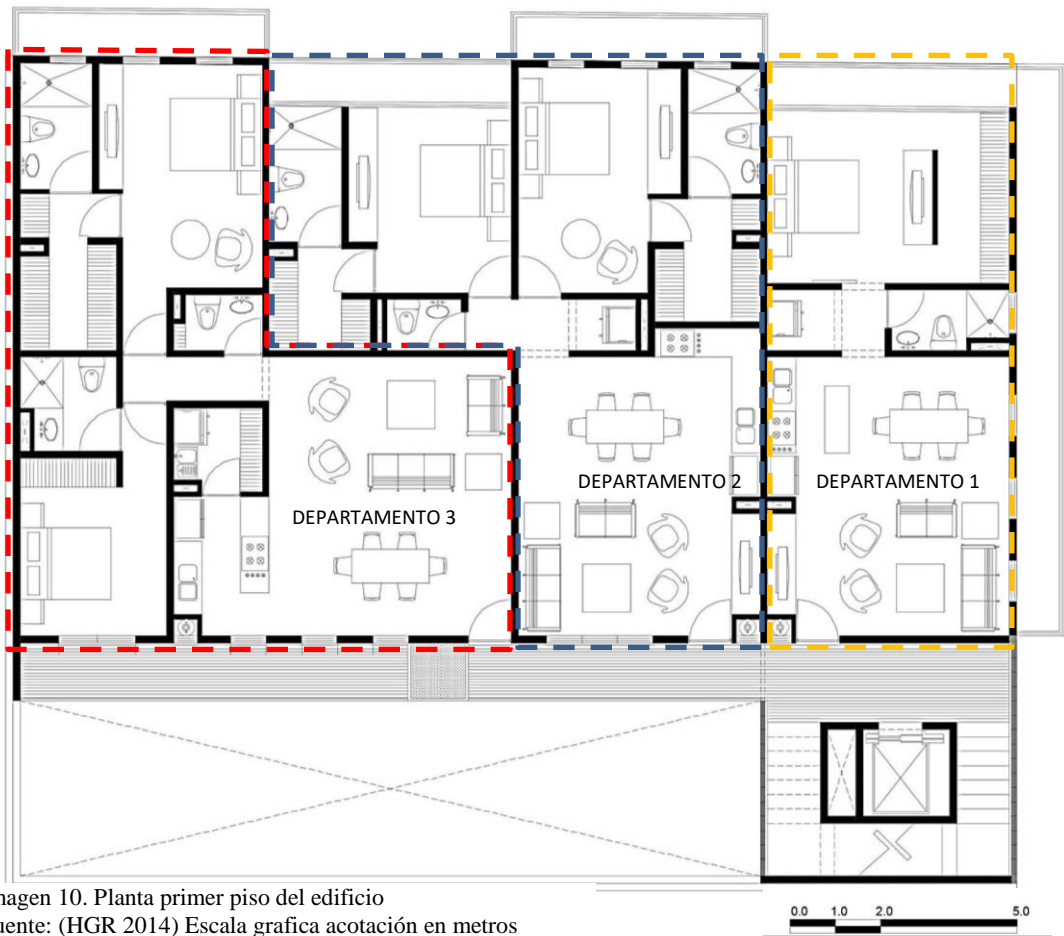 DEPARTAMENTO 2
DEPARTAMENTO 1
DEPARTAMENTO 3
magen 10. Planta primer piso del edificio
uente: (HGR 2014) Escala grafica acotación en metros
0.0 1.0 2.0 5.0